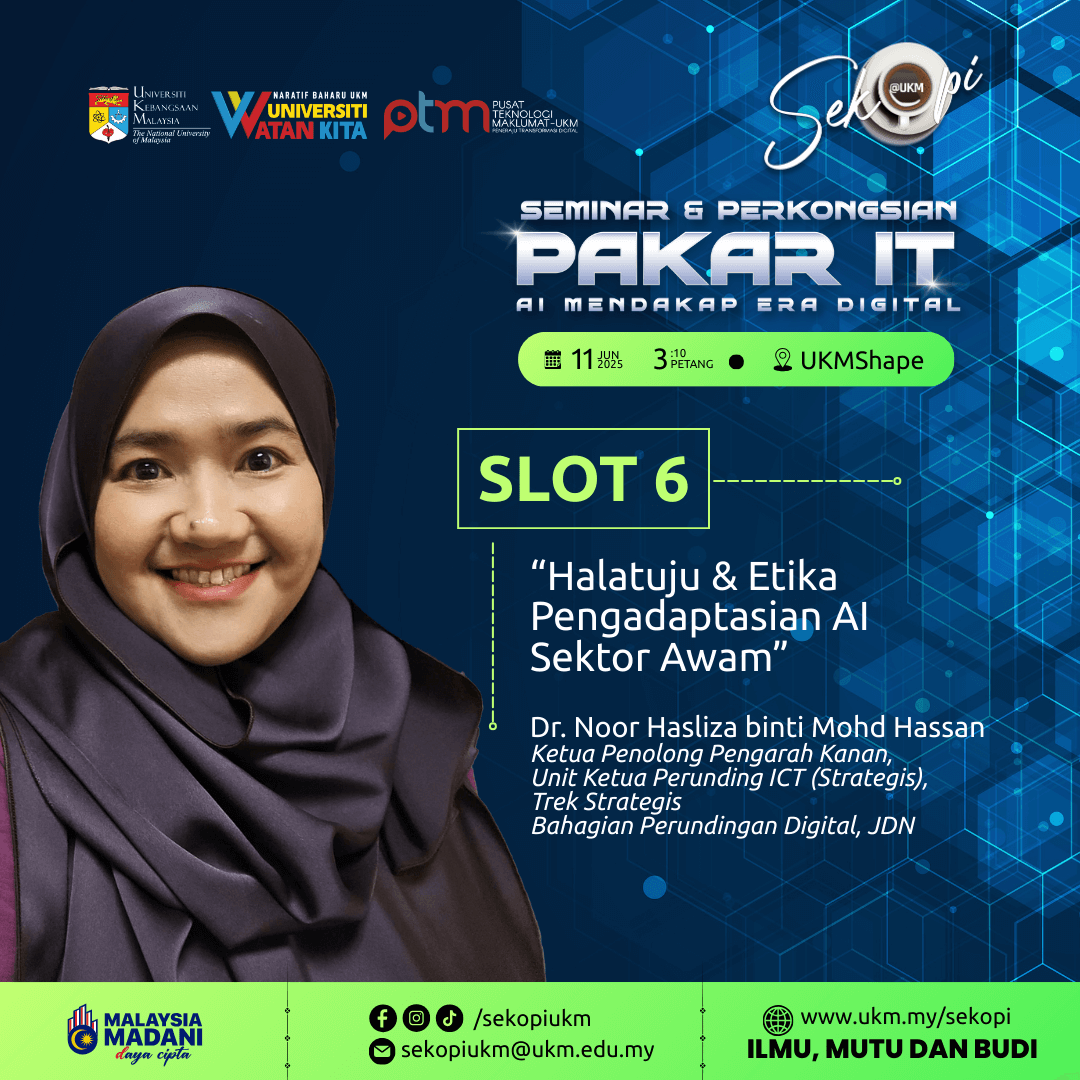 UNIVERSITI
KEBANGSAAN
MALAYSIA
The National University
of Malaysia
NARATIF BAHARU UKM
UNIVERSITI
WATAN KITA
ptm
PUSAT
TEKNOLOGI
MAKLUMAT-UKM
PENERAJU TRANSFORMASI DIGITAL
Sekopi
@UKM
SEMINAR & PERKONGSIAN
PAKAR IT
AI MENDAKAP ERA DIGITAL
11 JUN 2025 3:10 PETANG UKMShape
SLOT 6
“Halatuju & Etika
Pengadaptasian AI
Sektor Awam”
Dr. Noor Hasliza binti Mohd Hassan
Ketua Penolong Pengarah Kanan,
Unit Ketua Perunding ICT (Strategis),
Trek Strategis
Bahagian Perundingan Digital, JDN
MALAYSIA
MADANI
daya cipta
/sekopiukm
sekopiukm@ukm.edu.my
www.ukm.my/sekopi
ILMU, MUTU DAN BUDI